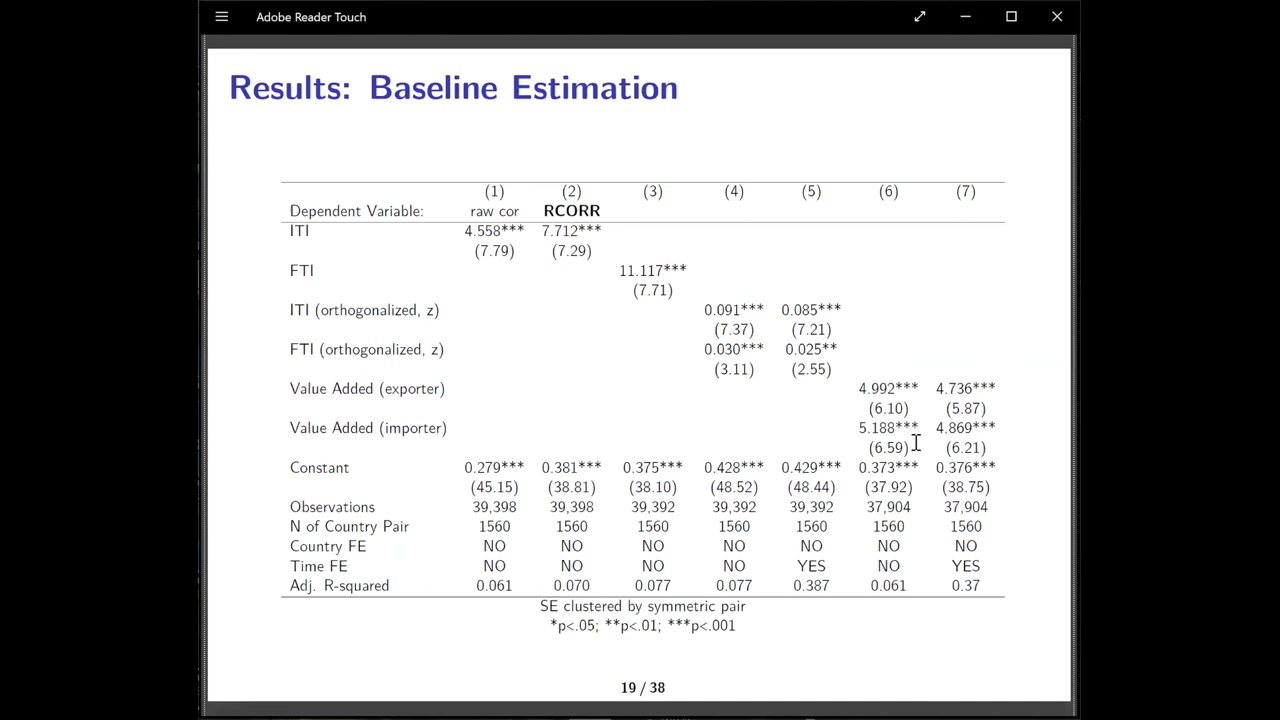 Adobe Reader Touch
Results: Baseline Estimation
(1) (2) (3) (4) (5) (6) (7)
Dependent Variable: raw cor RCORR
ITI 4.558*** 7.712***
(7.79) (7.29)
FTI 11.117***
(7.71)
ITI (orthogonalized, z) 0.091*** 0.085***
(7.37) (7.21)
FTI (orthogonalized, z) 0.030*** 0.025**
(3.11) (2.55)
Value Added (exporter) 4.992*** 4.736***
(6.10) (5.87)
Value Added (importer) 5.188*** 4.869***
(6.59) (6.21)
Constant 0.279*** 0.381*** 0.375*** 0.428*** 0.429*** 0.373*** 0.376***
(45.15) (38.81) (38.10) (48.52) (48.44) (37.92) (38.75)
Observations 39,398 39,398 39,392 39,392 39,392 37,904 37,904
N of Country Pair 1560 1560 1560 1560 1560 1560 1560
Country FE NO NO NO NO NO NO NO
Time FE NO NO NO NO YES NO YES
Adj. R-squared 0.061 0.070 0.077 0.077 0.387 0.061 0.37
SE clustered by symmetric pair
*p<.05; **p<.01; ***p<.001
19 / 38